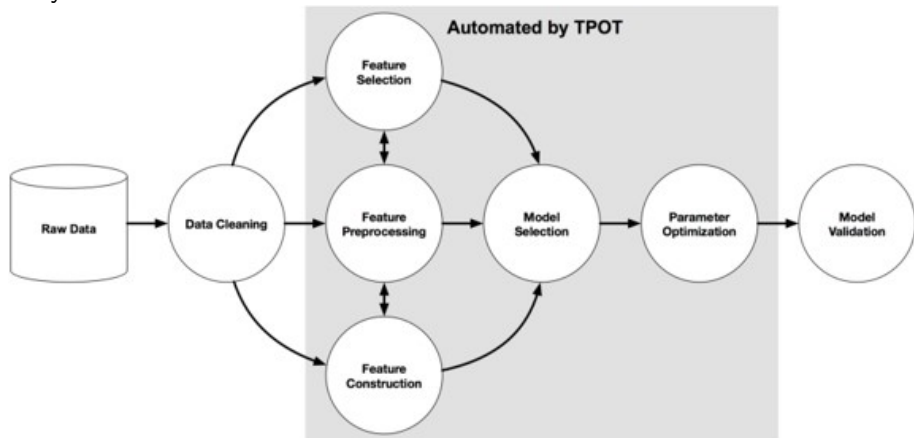 Automated by TPOT
Feature
Selection
Raw Data
Data Cleaning
Feature
Preprocessing
Model
Selection
Parameter
Optimization
Model
Validation
Feature
Construction